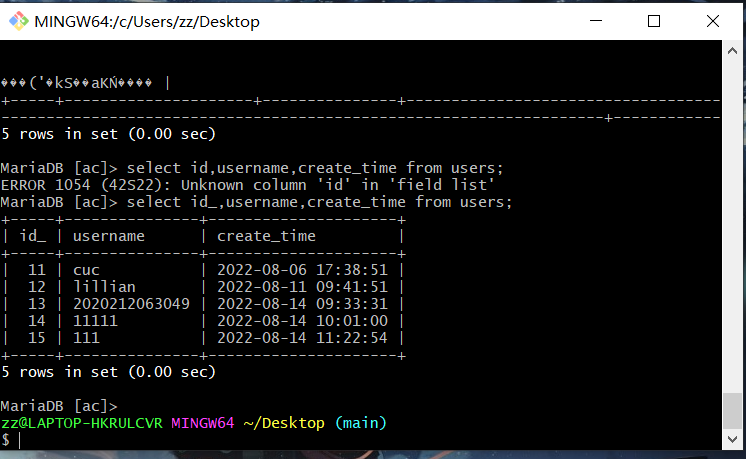 MINGW64:/c/Users/zz/Desktop
���('�kS��aKŃ���� |
+-----+---------------------+---------------+-----------------------------------
-------------------------------------------------------------------+------------
5 rows in set (0.00 sec)
MariaDB [ac]> select id,username,create_time from users;
ERROR 1054 (42S22): Unknown column 'id' in 'field list'
MariaDB [ac]> select id_,username,create_time from users;
+-----+---------------+---------------------+
| id_ | username | create_time |
+-----+---------------+---------------------+
| 11 | cuc | 2022-08-06 17:38:51 |
| 12 | lillian | 2022-08-11 09:41:51 |
| 13 | 2020212063049 | 2022-08-14 09:33:31 |
| 14 | 11111 | 2022-08-14 10:01:00 |
| 15 | 111 | 2022-08-14 11:22:54 |
+-----+---------------+---------------------+
5 rows in set (0.00 sec)
MariaDB [ac]>
zz@LAPTOP-HKRULCVR MINGW64 ~/Desktop (main)
$